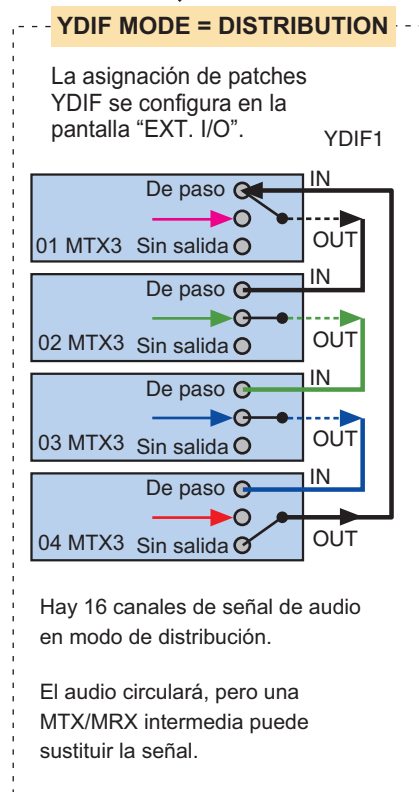 YDIF MODE = DISTRIBUTION
La asignación de patches
YDIF se configura en la
pantalla “EXT. I/O”.
YDIF1
De paso
IN
01 MTX3
Sin salida
OUT
De paso
IN
02 MTX3
Sin salida
OUT
De paso
IN
03 MTX3
Sin salida
OUT
De paso
IN
04 MTX3
Sin salida
OUT
Hay 16 canales de señal de audio
en modo de distribución.
El audio circulará, pero una
MTX/MRX intermedia puede
sustituir la señal.